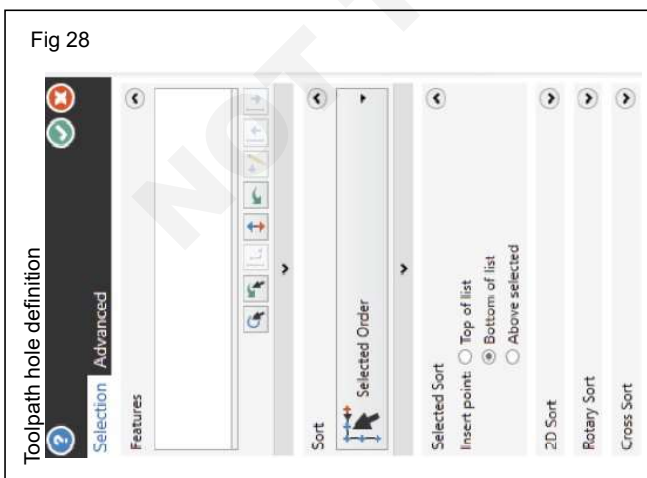 Fig 28
Toolpath hole definition
Selection Advanced
Features
Sort
Selected Order
Selected Sort
Insert point: Top of list
Bottom of list
Above selected
2D Sort
Rotary Sort
Cross Sort
NOT T